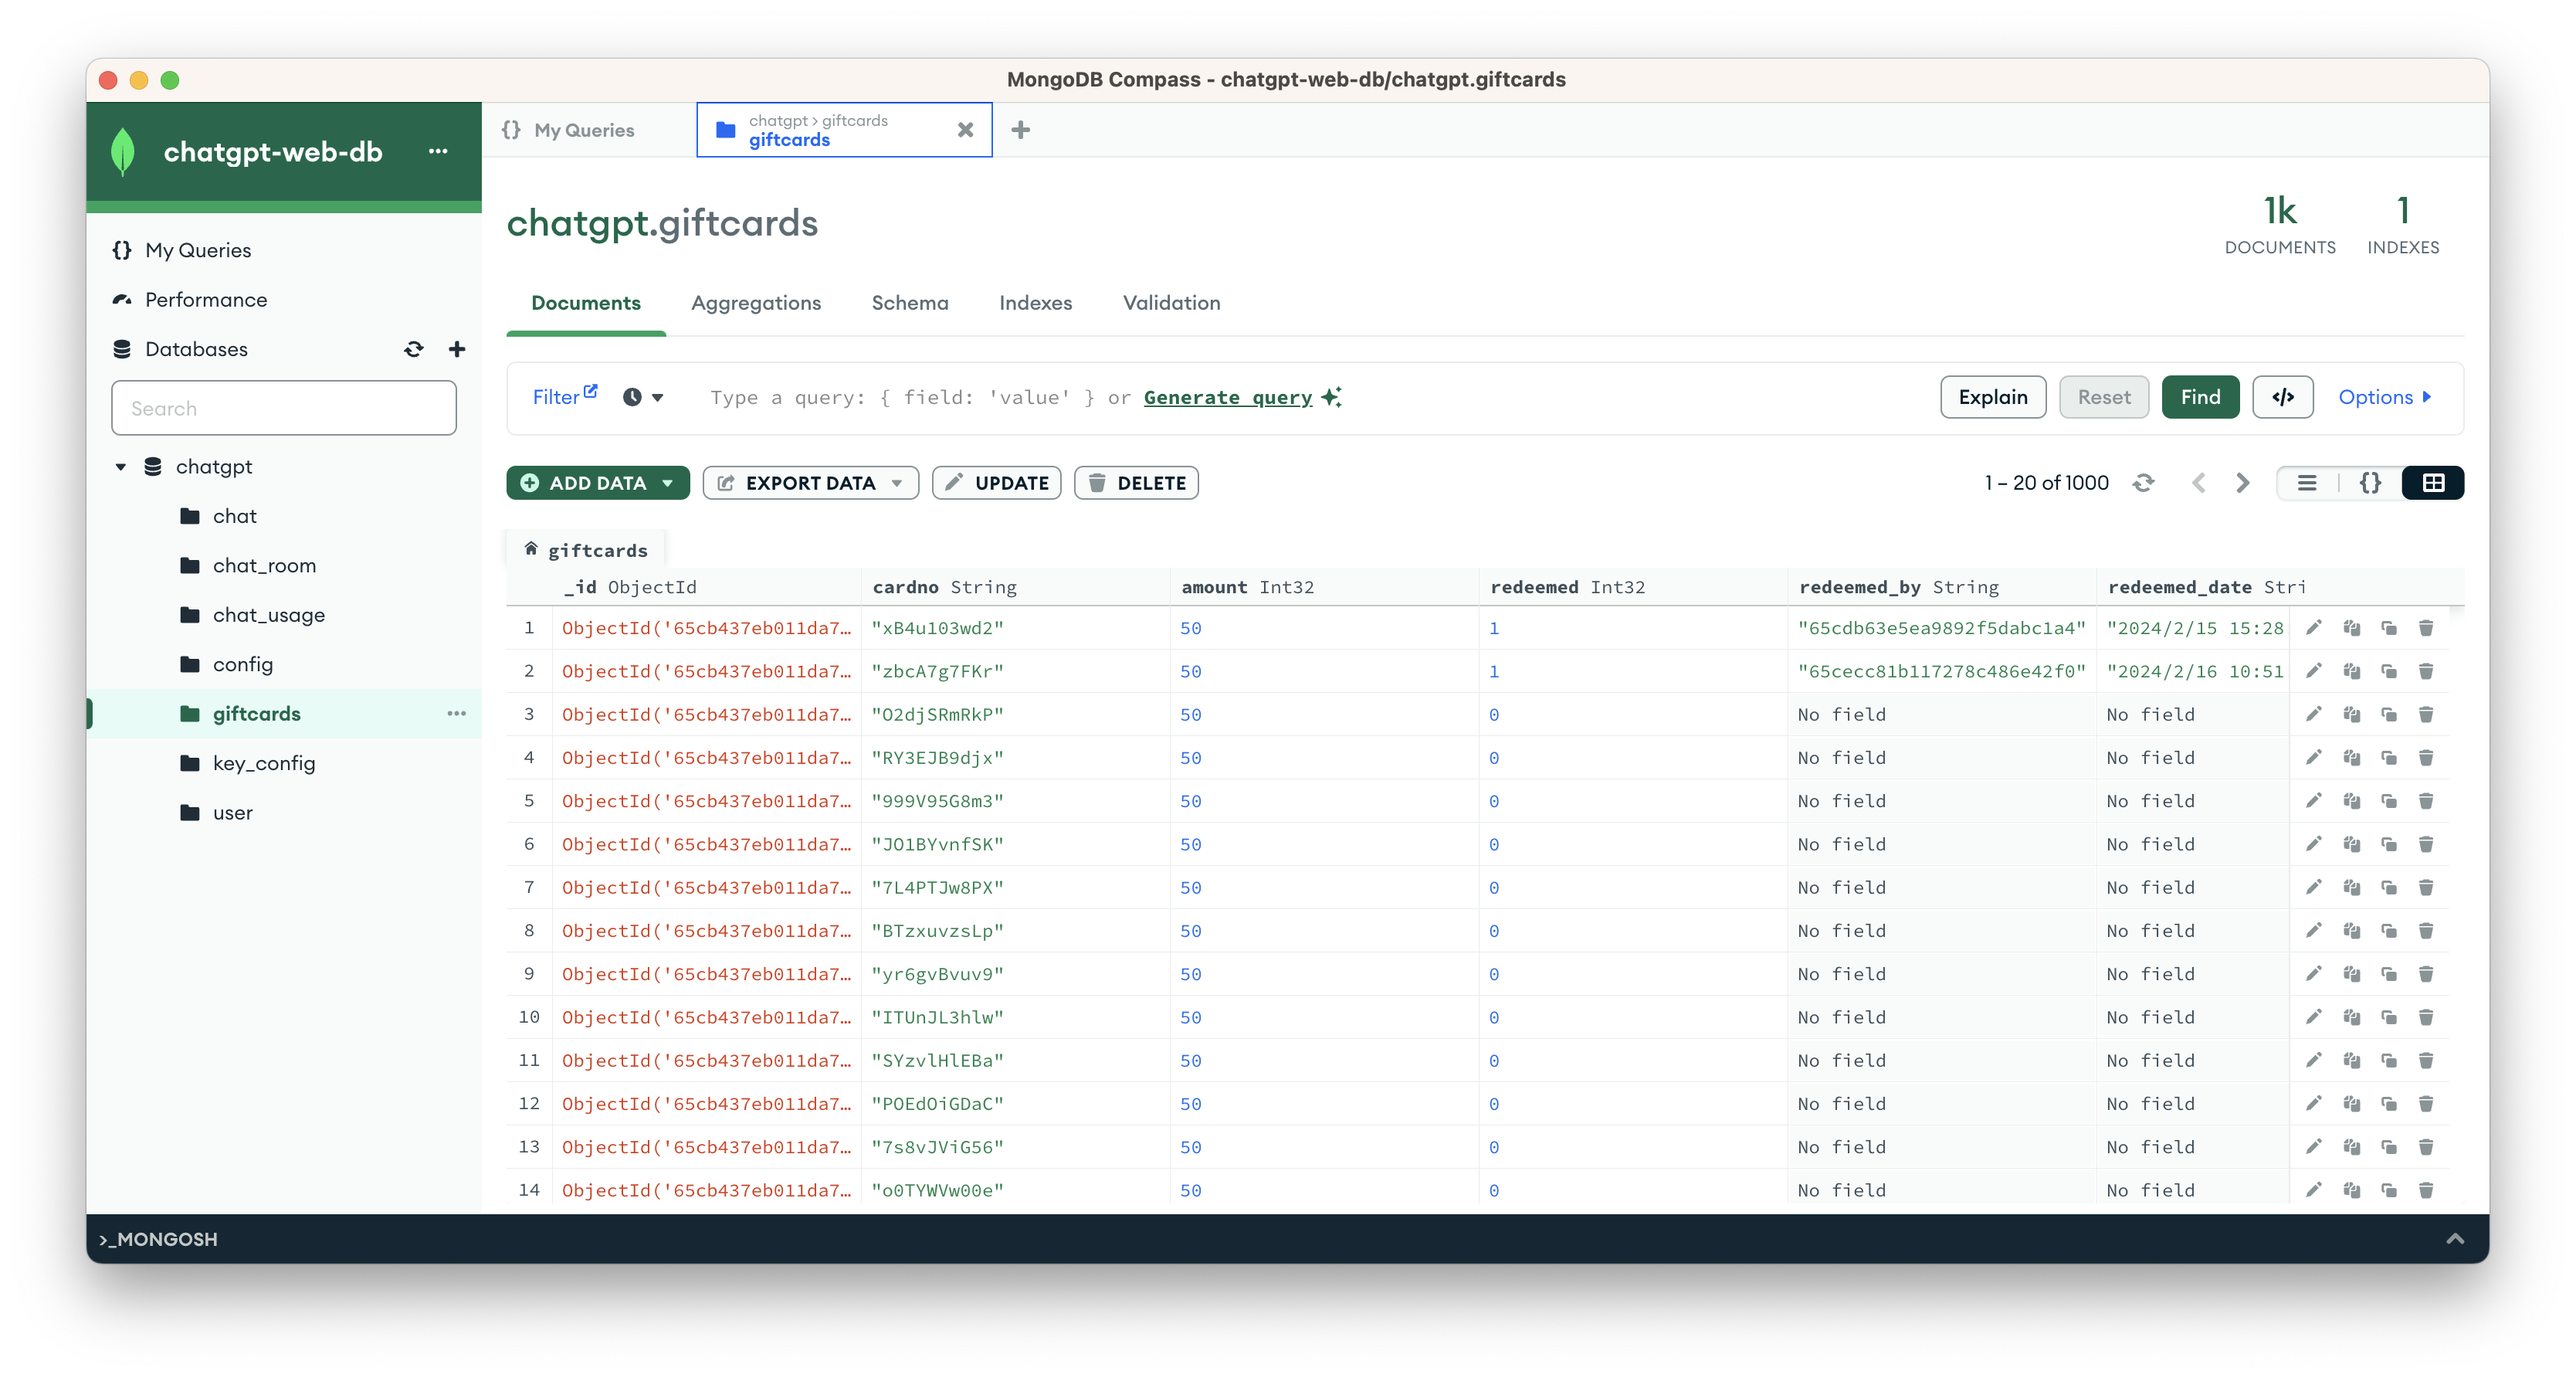 MongoDB Compass - chatgpt-web-db/chatgpt.giftcards
chatgpt-web-db
My Queries
Performance
Databases
Search
chatgpt
chat
chat_room
chat_usage
config
giftcards
key_config
user
{} My Queries
chatgpt > giftcards
giftcards
chatgpt.giftcards
1k
DOCUMENTS
1
INDEXES
Documents Aggregations Schema Indexes Validation
Filter Type a query: { field: 'value' } or Generate query Explain Reset Find </> Options
ADD DATA EXPORT DATA UPDATE DELETE 1 – 20 of 1000 {}
giftcards
_id ObjectId cardno String amount Int32 redeemed Int32 redeemed_by String redeemed_date Stri
1 ObjectId('65cb437eb011da7… "xB4u103wd2" 50 1 "65cdb63e5ea9892f5dabc1a4" "2024/2/15 15:28
2 ObjectId('65cb437eb011da7… "zbcA7g7FKr" 50 1 "65cecc81b117278c486e42f0" "2024/2/16 10:51
3 ObjectId('65cb437eb011da7… "O2djSRmRkP" 50 0 No field No field
4 ObjectId('65cb437eb011da7… "RY3EJB9djx" 50 0 No field No field
5 ObjectId('65cb437eb011da7… "999V95G8m3" 50 0 No field No field
6 ObjectId('65cb437eb011da7… "JO1BYvnfSK" 50 0 No field No field
7 ObjectId('65cb437eb011da7… "7L4PTJw8PX" 50 0 No field No field
8 ObjectId('65cb437eb011da7… "BTzxuvzsLp" 50 0 No field No field
9 ObjectId('65cb437eb011da7… "yr6gvBvuv9" 50 0 No field No field
10 ObjectId('65cb437eb011da7… "ITUnJL3hlw" 50 0 No field No field
11 ObjectId('65cb437eb011da7… "SYzvlHlEBa" 50 0 No field No field
12 ObjectId('65cb437eb011da7… "POEdOiGDaC" 50 0 No field No field
13 ObjectId('65cb437eb011da7… "7s8vJViG56" 50 0 No field No field
14 ObjectId('65cb437eb011da7… "o0TYWVw00e" 50 0 No field No field
>_MONGOSH